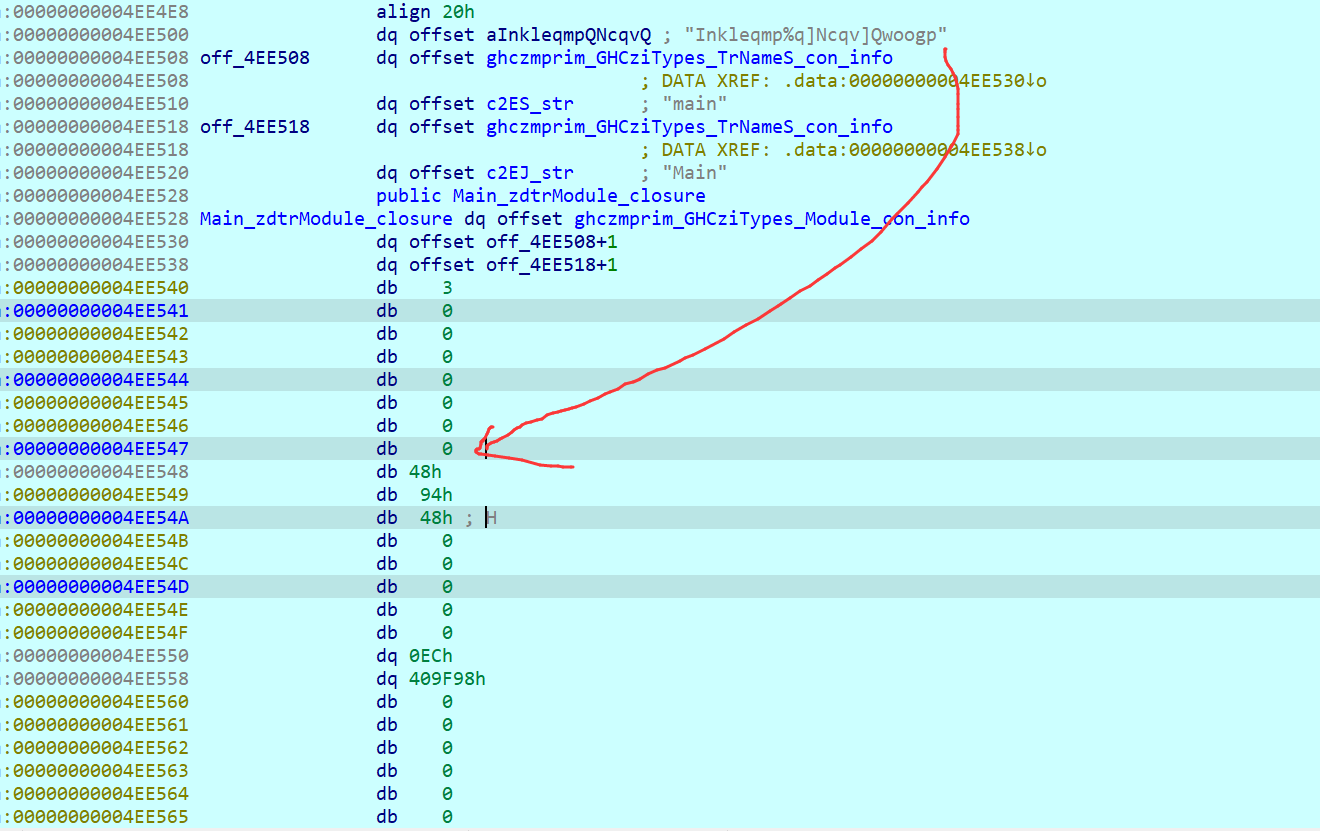 :00000000004EE4E8 align 20h
:00000000004EE500 dq offset aInkleqmpQNcqvQ ; "Inkleqmp%q]Ncqv]Qwoogp"
:00000000004EE508 off_4EE508 dq offset ghczmprim_GHCziTypes_TrNameS_con_info
:00000000004EE508 ; DATA XREF: .data:00000000004EE530↓o
:00000000004EE510 dq offset c2ES_str ; "main"
:00000000004EE518 off_4EE518 dq offset ghczmprim_GHCziTypes_TrNameS_con_info
:00000000004EE518 ; DATA XREF: .data:00000000004EE538↓o
:00000000004EE520 dq offset c2EJ_str ; "Main"
:00000000004EE528 public Main_zdtrModule_closure
:00000000004EE528 Main_zdtrModule_closure dq offset ghczmprim_GHCziTypes_Module_con_info
:00000000004EE530 dq offset off_4EE508+1
:00000000004EE538 dq offset off_4EE518+1
:00000000004EE540 db 3
:00000000004EE541 db 0
:00000000004EE542 db 0
:00000000004EE543 db 0
:00000000004EE544 db 0
:00000000004EE545 db 0
:00000000004EE546 db 0
:00000000004EE547 db 0
:00000000004EE548 db 48h
:00000000004EE549 db 94h
:00000000004EE54A db 48h ; H
:00000000004EE54B db 0
:00000000004EE54C db 0
:00000000004EE54D db 0
:00000000004EE54E db 0
:00000000004EE54F db 0
:00000000004EE550 dq 0ECh
:00000000004EE558 dq 409F98h
:00000000004EE560 db 0
:00000000004EE561 db 0
:00000000004EE562 db 0
:00000000004EE563 db 0
:00000000004EE564 db 0
:00000000004EE565 db 0